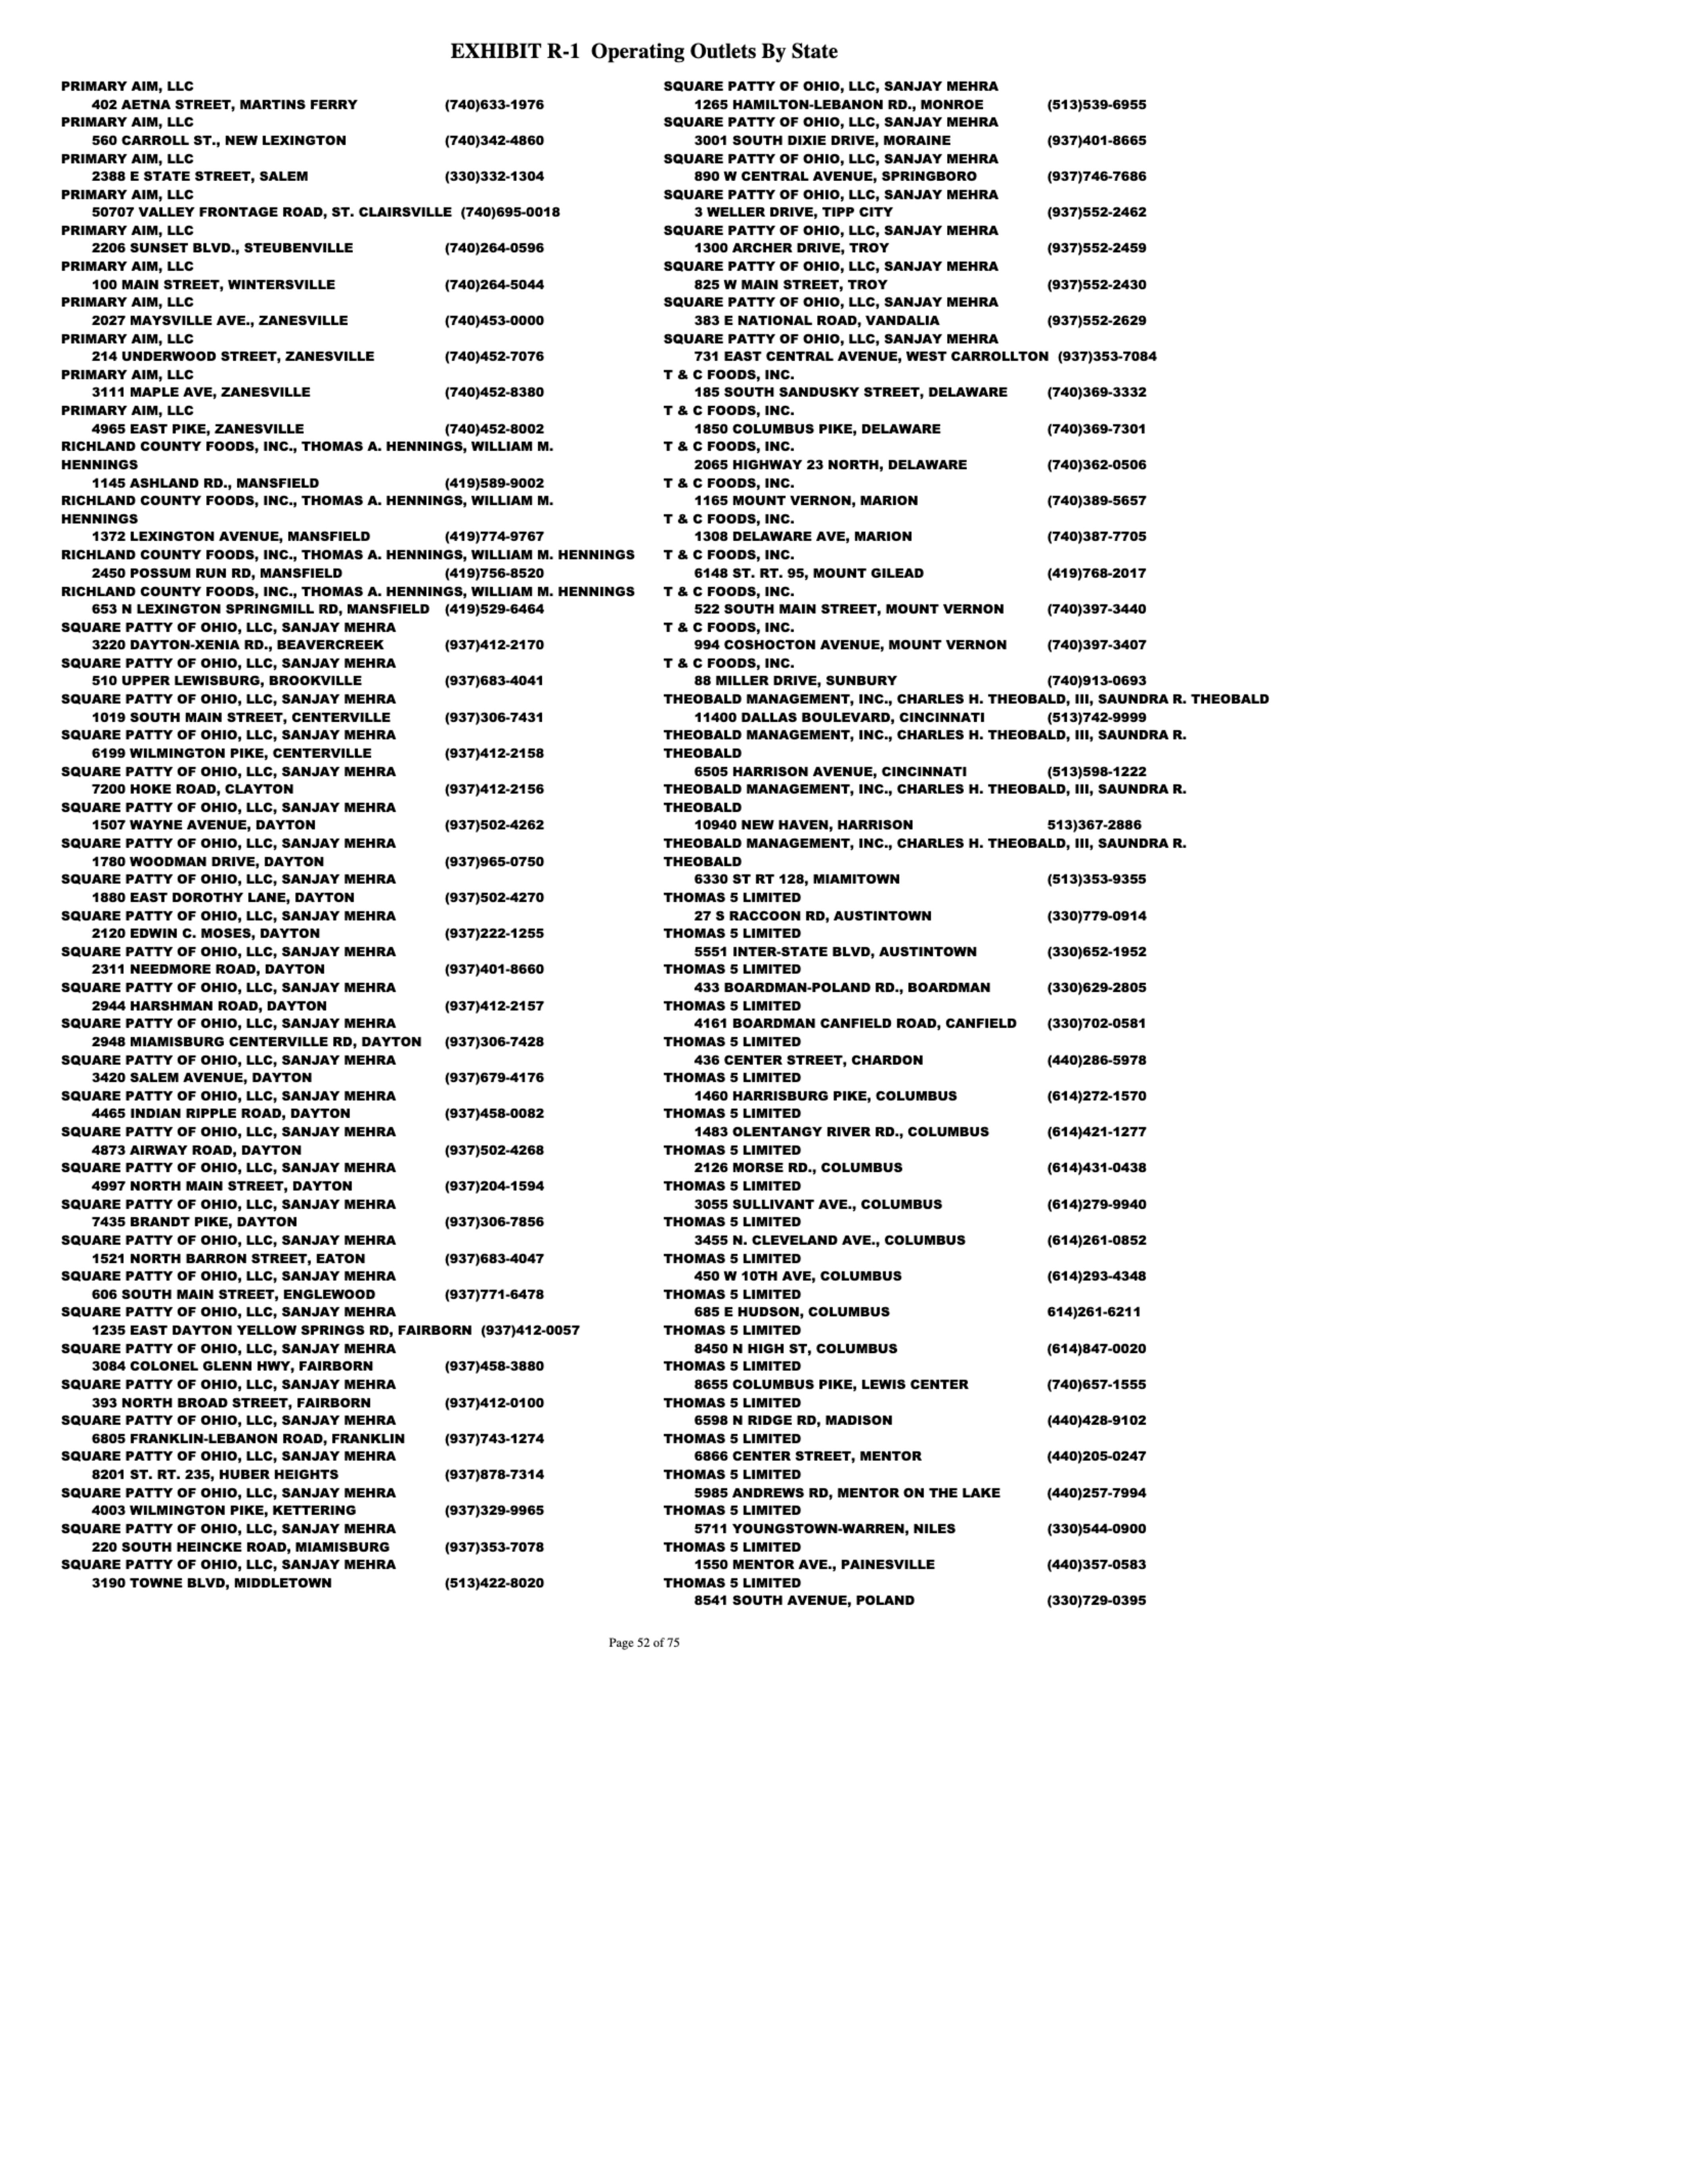 EXHIBIT R-1 Operating Outlets By State
PRIMARY AIM, LLC
402 AETNA STREET, MARTINS FERRY (740)633-1976
PRIMARY AIM, LLC
560 CARROLL ST., NEW LEXINGTON (740)342-4860
PRIMARY AIM, LLC
2388 E STATE STREET, SALEM (330)332-1304
PRIMARY AIM, LLC
50707 VALLEY FRONTAGE ROAD, ST. CLAIRSVILLE (740)695-0018
PRIMARY AIM, LLC
2206 SUNSET BLVD., STEUBENVILLE (740)264-0596
PRIMARY AIM, LLC
100 MAIN STREET, WINTERSVILLE (740)264-5044
PRIMARY AIM, LLC
2027 MAYSVILLE AVE., ZANESVILLE (740)453-0000
PRIMARY AIM, LLC
214 UNDERWOOD STREET, ZANESVILLE (740)452-7076
PRIMARY AIM, LLC
3111 MAPLE AVE, ZANESVILLE (740)452-8380
PRIMARY AIM, LLC
4965 EAST PIKE, ZANESVILLE (740)452-8002
RICHLAND COUNTY FOODS, INC., THOMAS A. HENNINGS, WILLIAM M.
HENNINGS
1145 ASHLAND RD., MANSFIELD (419)589-9002
RICHLAND COUNTY FOODS, INC., THOMAS A. HENNINGS, WILLIAM M.
HENNINGS
1372 LEXINGTON AVENUE, MANSFIELD (419)774-9767
RICHLAND COUNTY FOODS, INC., THOMAS A. HENNINGS, WILLIAM M. HENNINGS
2450 POSSUM RUN RD, MANSFIELD (419)756-8520
RICHLAND COUNTY FOODS, INC., THOMAS A. HENNINGS, WILLIAM M. HENNINGS
653 N LEXINGTON SPRINGMILL RD, MANSFIELD (419)529-6464
SQUARE PATTY OF OHIO, LLC, SANJAY MEHRA
3220 DAYTON-XENIA RD., BEAVERCREEK (937)412-2170
SQUARE PATTY OF OHIO, LLC, SANJAY MEHRA
510 UPPER LEWISBURG, BROOKVILLE (937)683-4041
SQUARE PATTY OF OHIO, LLC, SANJAY MEHRA
1019 SOUTH MAIN STREET, CENTERVILLE (937)306-7431
SQUARE PATTY OF OHIO, LLC, SANJAY MEHRA
6199 WILMINGTON PIKE, CENTERVILLE (937)412-2158
SQUARE PATTY OF OHIO, LLC, SANJAY MEHRA
7200 HOKE ROAD, CLAYTON (937)412-2156
SQUARE PATTY OF OHIO, LLC, SANJAY MEHRA
1507 WAYNE AVENUE, DAYTON (937)502-4262
SQUARE PATTY OF OHIO, LLC, SANJAY MEHRA
1780 WOODMAN DRIVE, DAYTON (937)965-0750
SQUARE PATTY OF OHIO, LLC, SANJAY MEHRA
1880 EAST DOROTHY LANE, DAYTON (937)502-4270
SQUARE PATTY OF OHIO, LLC, SANJAY MEHRA
2120 EDWIN C. MOSES, DAYTON (937)222-1255
SQUARE PATTY OF OHIO, LLC, SANJAY MEHRA
2311 NEEDMORE ROAD, DAYTON (937)401-8660
SQUARE PATTY OF OHIO, LLC, SANJAY MEHRA
2944 HARSHMAN ROAD, DAYTON (937)412-2157
SQUARE PATTY OF OHIO, LLC, SANJAY MEHRA
2948 MIAMISBURG CENTERVILLE RD, DAYTON (937)306-7428
SQUARE PATTY OF OHIO, LLC, SANJAY MEHRA
3420 SALEM AVENUE, DAYTON (937)679-4176
SQUARE PATTY OF OHIO, LLC, SANJAY MEHRA
4465 INDIAN RIPPLE ROAD, DAYTON (937)458-0082
SQUARE PATTY OF OHIO, LLC, SANJAY MEHRA
4873 AIRWAY ROAD, DAYTON (937)502-4268
SQUARE PATTY OF OHIO, LLC, SANJAY MEHRA
4997 NORTH MAIN STREET, DAYTON (937)204-1594
SQUARE PATTY OF OHIO, LLC, SANJAY MEHRA
7435 BRANDT PIKE, DAYTON (937)306-7856
SQUARE PATTY OF OHIO, LLC, SANJAY MEHRA
1521 NORTH BARRON STREET, EATON (937)683-4047
SQUARE PATTY OF OHIO, LLC, SANJAY MEHRA
606 SOUTH MAIN STREET, ENGLEWOOD (937)771-6478
SQUARE PATTY OF OHIO, LLC, SANJAY MEHRA
1235 EAST DAYTON YELLOW SPRINGS RD, FAIRBORN (937)412-0057
SQUARE PATTY OF OHIO, LLC, SANJAY MEHRA
3084 COLONEL GLENN HWY, FAIRBORN (937)458-3880
SQUARE PATTY OF OHIO, LLC, SANJAY MEHRA
393 NORTH BROAD STREET, FAIRBORN (937)412-0100
SQUARE PATTY OF OHIO, LLC, SANJAY MEHRA
6805 FRANKLIN-LEBANON ROAD, FRANKLIN (937)743-1274
SQUARE PATTY OF OHIO, LLC, SANJAY MEHRA
8201 ST. RT. 235, HUBER HEIGHTS (937)878-7314
SQUARE PATTY OF OHIO, LLC, SANJAY MEHRA
4003 WILMINGTON PIKE, KETTERING (937)329-9965
SQUARE PATTY OF OHIO, LLC, SANJAY MEHRA
220 SOUTH HEINCKE ROAD, MIAMISBURG (937)353-7078
SQUARE PATTY OF OHIO, LLC, SANJAY MEHRA
3190 TOWNE BLVD, MIDDLETOWN (513)422-8020
SQUARE PATTY OF OHIO, LLC, SANJAY MEHRA
1265 HAMILTON-LEBANON RD., MONROE (513)539-6955
SQUARE PATTY OF OHIO, LLC, SANJAY MEHRA
3001 SOUTH DIXIE DRIVE, MORAINE (937)401-8665
SQUARE PATTY OF OHIO, LLC, SANJAY MEHRA
890 W CENTRAL AVENUE, SPRINGBORO (937)746-7686
SQUARE PATTY OF OHIO, LLC, SANJAY MEHRA
3 WELLER DRIVE, TIPP CITY (937)552-2462
SQUARE PATTY OF OHIO, LLC, SANJAY MEHRA
1300 ARCHER DRIVE, TROY (937)552-2459
SQUARE PATTY OF OHIO, LLC, SANJAY MEHRA
825 W MAIN STREET, TROY (937)552-2430
SQUARE PATTY OF OHIO, LLC, SANJAY MEHRA
383 E NATIONAL ROAD, VANDALIA (937)552-2629
SQUARE PATTY OF OHIO, LLC, SANJAY MEHRA
731 EAST CENTRAL AVENUE, WEST CARROLLTON (937)353-7084
T & C FOODS, INC.
185 SOUTH SANDUSKY STREET, DELAWARE (740)369-3332
T & C FOODS, INC.
1850 COLUMBUS PIKE, DELAWARE (740)369-7301
T & C FOODS, INC.
2065 HIGHWAY 23 NORTH, DELAWARE (740)362-0506
T & C FOODS, INC.
1165 MOUNT VERNON, MARION (740)389-5657
T & C FOODS, INC.
1308 DELAWARE AVE, MARION (740)387-7705
T & C FOODS, INC.
6148 ST. RT. 95, MOUNT GILEAD (419)768-2017
T & C FOODS, INC.
522 SOUTH MAIN STREET, MOUNT VERNON (740)397-3440
T & C FOODS, INC.
994 COSHOCTON AVENUE, MOUNT VERNON (740)397-3407
T & C FOODS, INC.
88 MILLER DRIVE, SUNBURY (740)913-0693
THEOBALD MANAGEMENT, INC., CHARLES H. THEOBALD, III, SAUNDRA R. THEOBALD
11400 DALLAS BOULEVARD, CINCINNATI (513)742-9999
THEOBALD MANAGEMENT, INC., CHARLES H. THEOBALD, III, SAUNDRA R.
THEOBALD
6505 HARRISON AVENUE, CINCINNATI (513)598-1222
THEOBALD MANAGEMENT, INC., CHARLES H. THEOBALD, III, SAUNDRA R.
THEOBALD
10940 NEW HAVEN, HARRISON 513)367-2886
THEOBALD MANAGEMENT, INC., CHARLES H. THEOBALD, III, SAUNDRA R.
THEOBALD
6330 ST RT 128, MIAMITOWN (513)353-9355
THOMAS 5 LIMITED
27 S RACCOON RD, AUSTINTOWN (330)779-0914
THOMAS 5 LIMITED
5551 INTER-STATE BLVD, AUSTINTOWN (330)652-1952
THOMAS 5 LIMITED
433 BOARDMAN-POLAND RD., BOARDMAN (330)629-2805
THOMAS 5 LIMITED
4161 BOARDMAN CANFIELD ROAD, CANFIELD (330)702-0581
THOMAS 5 LIMITED
436 CENTER STREET, CHARDON (440)286-5978
THOMAS 5 LIMITED
1460 HARRISBURG PIKE, COLUMBUS (614)272-1570
THOMAS 5 LIMITED
1483 OLENTANGY RIVER RD., COLUMBUS (614)421-1277
THOMAS 5 LIMITED
2126 MORSE RD., COLUMBUS (614)431-0438
THOMAS 5 LIMITED
3055 SULLIVANT AVE., COLUMBUS (614)279-9940
THOMAS 5 LIMITED
3455 N. CLEVELAND AVE., COLUMBUS (614)261-0852
THOMAS 5 LIMITED
450 W 10TH AVE, COLUMBUS (614)293-4348
THOMAS 5 LIMITED
685 E HUDSON, COLUMBUS 614)261-6211
THOMAS 5 LIMITED
8450 N HIGH ST, COLUMBUS (614)847-0020
THOMAS 5 LIMITED
8655 COLUMBUS PIKE, LEWIS CENTER (740)657-1555
THOMAS 5 LIMITED
6598 N RIDGE RD, MADISON (440)428-9102
THOMAS 5 LIMITED
6866 CENTER STREET, MENTOR (440)205-0247
THOMAS 5 LIMITED
5985 ANDREWS RD, MENTOR ON THE LAKE (440)257-7994
THOMAS 5 LIMITED
5711 YOUNGSTOWN-WARREN, NILES (330)544-0900
THOMAS 5 LIMITED
1550 MENTOR AVE., PAINESVILLE (440)357-0583
THOMAS 5 LIMITED
8541 SOUTH AVENUE, POLAND (330)729-0395
Page 52 of 75